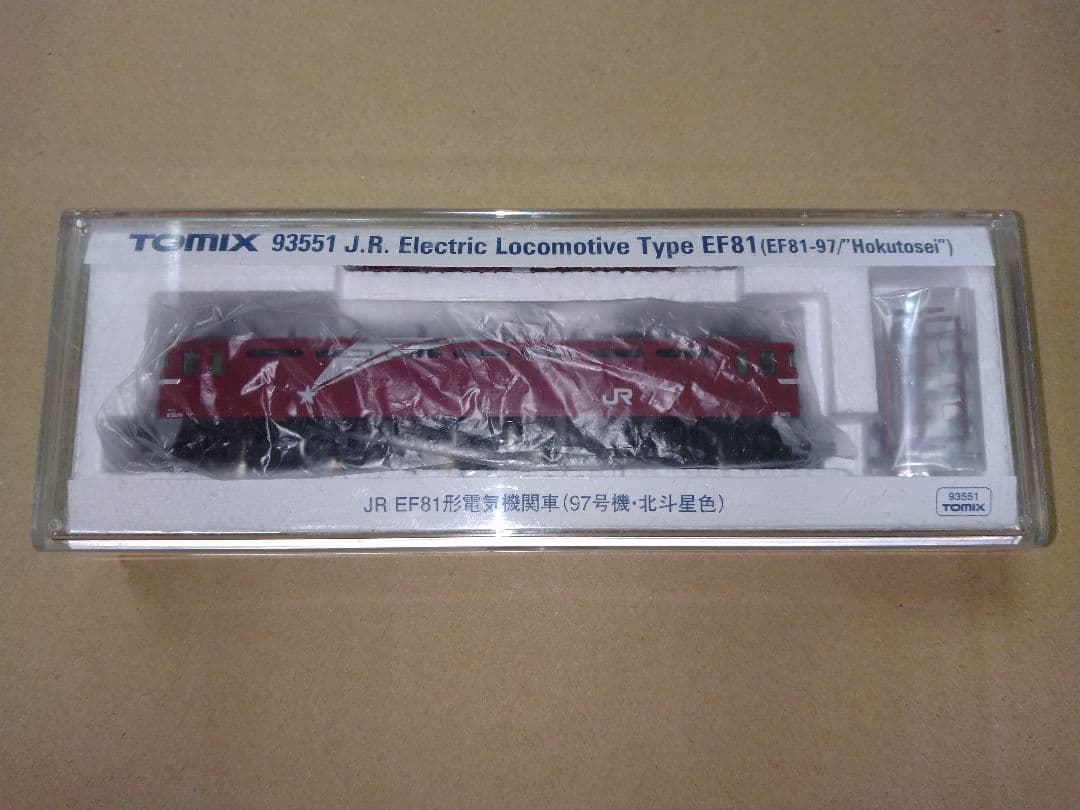 TOMIX 93551 J.R. Electric Locomotive Type EF81(EF81-97/"Hokutosei")
JR
JR EF81形電気機関車(97号機・北斗星色)
93551
TOMIX